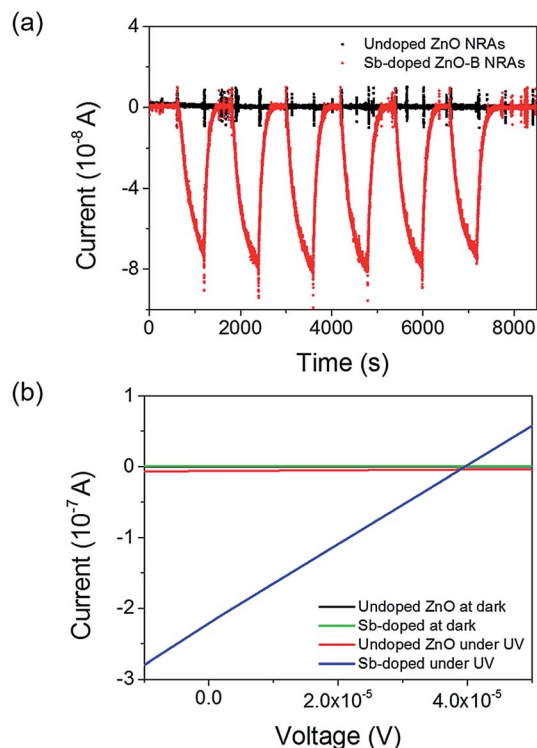 (a)
Undoped ZnO NRAs
Sb-doped ZnO-B NRAs
0
-4
-8
Current (10⁻⁸ A)
0 2000 4000 6000 8000
Time (s)
(b)
1
0
-1
-2
-3
Current (10⁻⁷ A)
Undoped ZnO at dark
Sb-doped at dark
Undoped ZnO under UV
Sb-doped under UV
0.0 2.0x10⁻⁵ 4.0x10⁻⁵
Voltage (V)